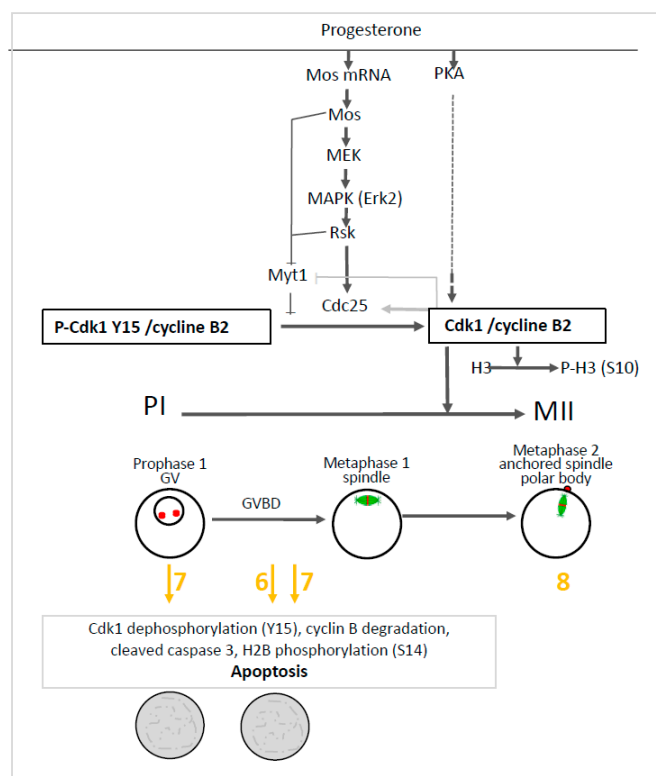 Progesterone
Mos mRNA
PKA
Mos
MEK
MAPK (Erk2)
Rsk
Myt1
Cdc25
P-Cdk1 Y15 /cycline B2
Cdk1 /cycline B2
H3
P-H3 (S10)
PI
MII
Prophase 1
GV
Metaphase 1
spindle
Metaphase 2
anchored spindle
polar body
GVBD
7
6
7
8
Cdk1 dephosphorylation (Y15), cyclin B degradation,
cleaved caspase 3, H2B phosphorylation (S14)
Apoptosis